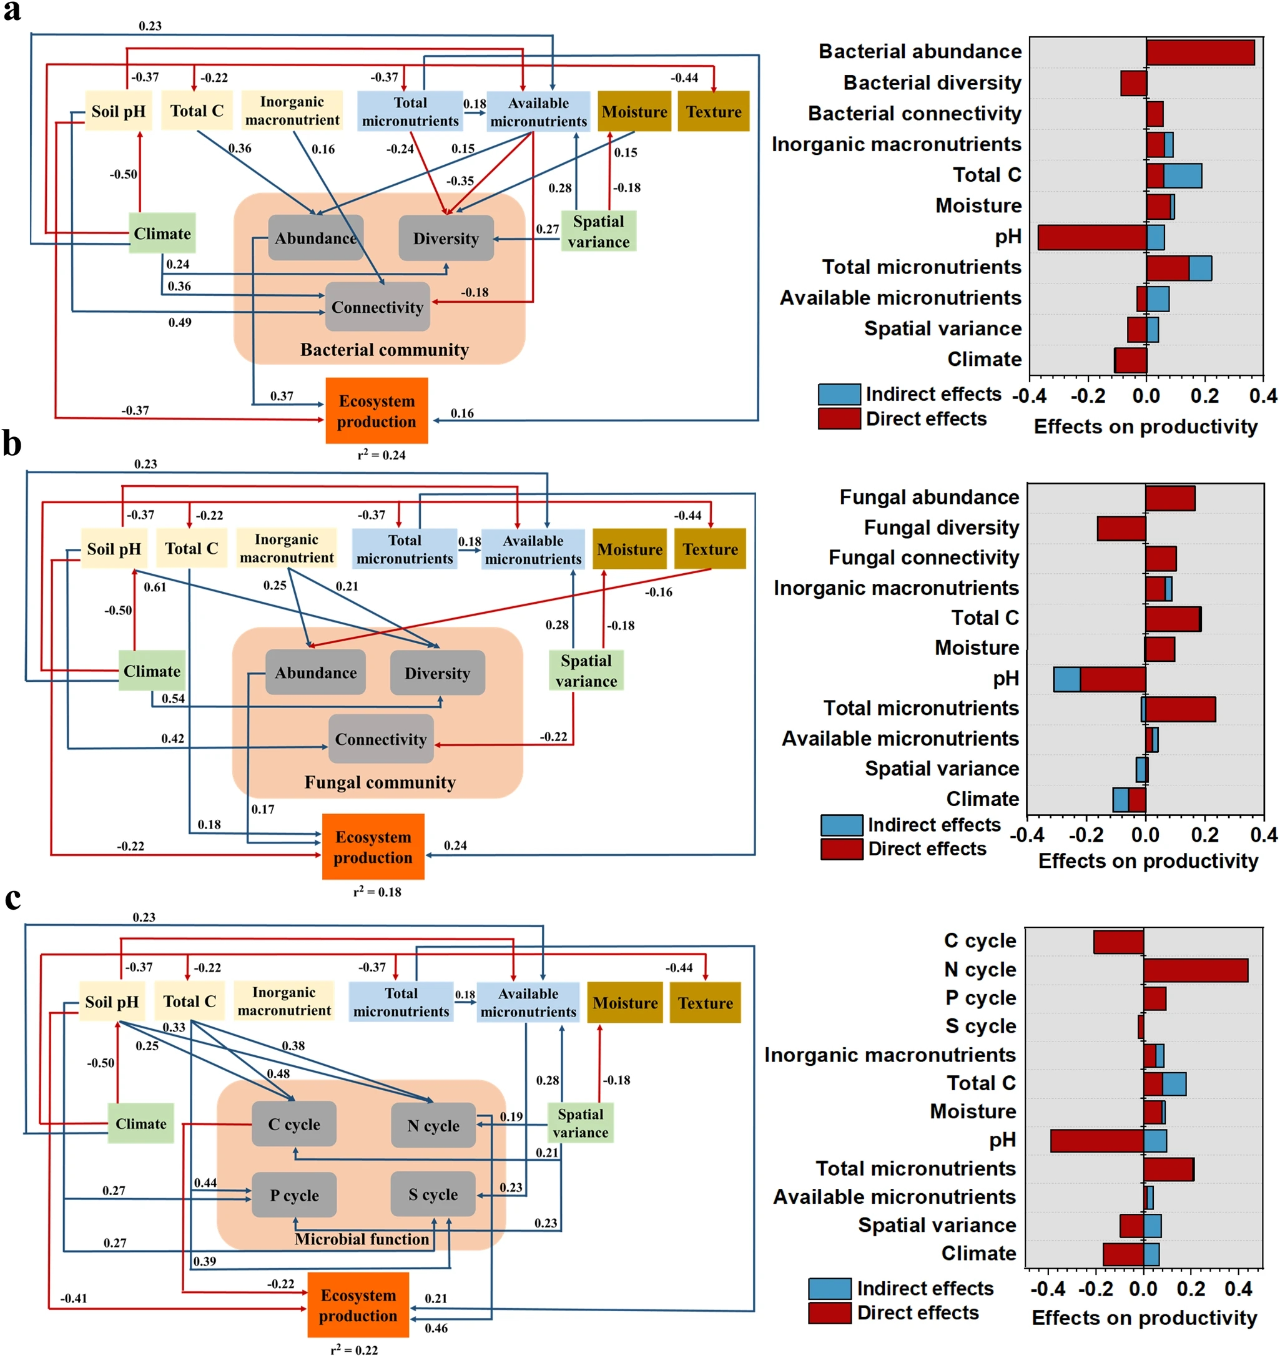 a
0.23
-0.37
-0.22
-0.37
-0.44
Soil pH
Total C
Inorganic
macronutrient
Total
micronutrients
0.18
Available
micronutrients
Moisture
Texture
0.36
0.16
-0.24
0.15
0.15
-0.50
-0.35
0.28
-0.18
Climate
Abundance
Diversity
0.27
Spatial
variance
0.24
0.36
-0.18
Connectivity
0.49
Bacterial community
0.37
-0.37
Ecosystem
production
0.16
r² = 0.24
Bacterial abundance
Bacterial diversity
Bacterial connectivity
Inorganic macronutrients
Total C
Moisture
pH
Total micronutrients
Available micronutrients
Spatial variance
Climate
-0.4 -0.2 0.0 0.2 0.4
Indirect effects
Direct effects
Effects on productivity
b
0.23
-0.37
-0.22
-0.37
-0.44
Soil pH
Total C
Inorganic
macronutrient
Total
micronutrients
0.18
Available
micronutrients
Moisture
Texture
0.61
0.25
0.21
-0.16
-0.50
0.28
-0.18
Climate
Abundance
Diversity
Spatial
variance
0.54
0.42
Connectivity
-0.22
Fungal community
0.17
0.18
-0.22
Ecosystem
production
0.24
r² = 0.18
Fungal abundance
Fungal diversity
Fungal connectivity
Inorganic macronutrients
Total C
Moisture
pH
Total micronutrients
Available micronutrients
Spatial variance
Climate
-0.4 -0.2 0.0 0.2 0.4
Indirect effects
Direct effects
Effects on productivity
c
0.23
-0.37
-0.22
-0.37
-0.44
Soil pH
Total C
Inorganic
macronutrient
Total
micronutrients
0.18
Available
micronutrients
Moisture
Texture
0.33
0.25
0.38
-0.50
0.48
0.28
-0.18
Climate
C cycle
N cycle
0.19
Spatial
variance
0.21
0.44
0.27
P cycle
S cycle
0.23
0.23
Microbial function
0.27
0.39
-0.22
-0.41
Ecosystem
production
0.21
0.46
r² = 0.22
C cycle
N cycle
P cycle
S cycle
Inorganic macronutrients
Total C
Moisture
pH
Total micronutrients
Available micronutrients
Spatial variance
Climate
-0.4 -0.2 0.0 0.2 0.4
Indirect effects
Direct effects
Effects on productivity